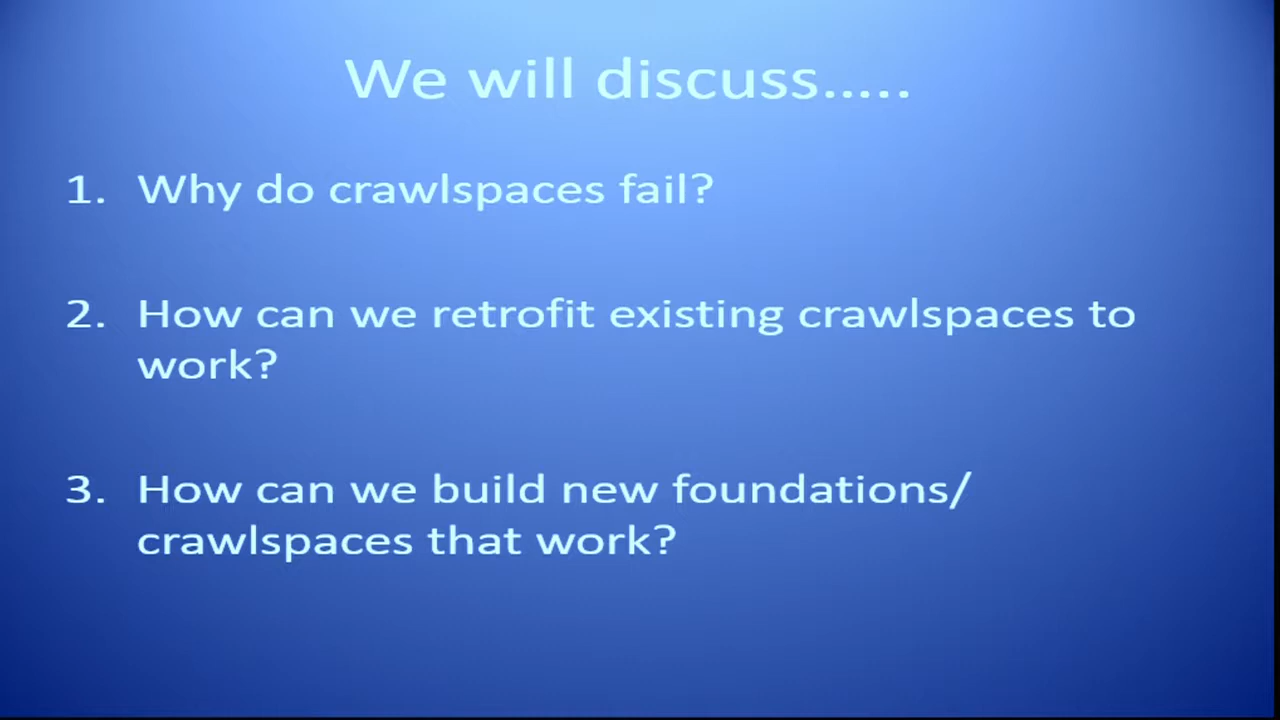 We will discuss.....
1. Why do crawlspaces fail?
2. How can we retrofit existing crawlspaces to
work?
3. How can we build new foundations/
crawlspaces that work?